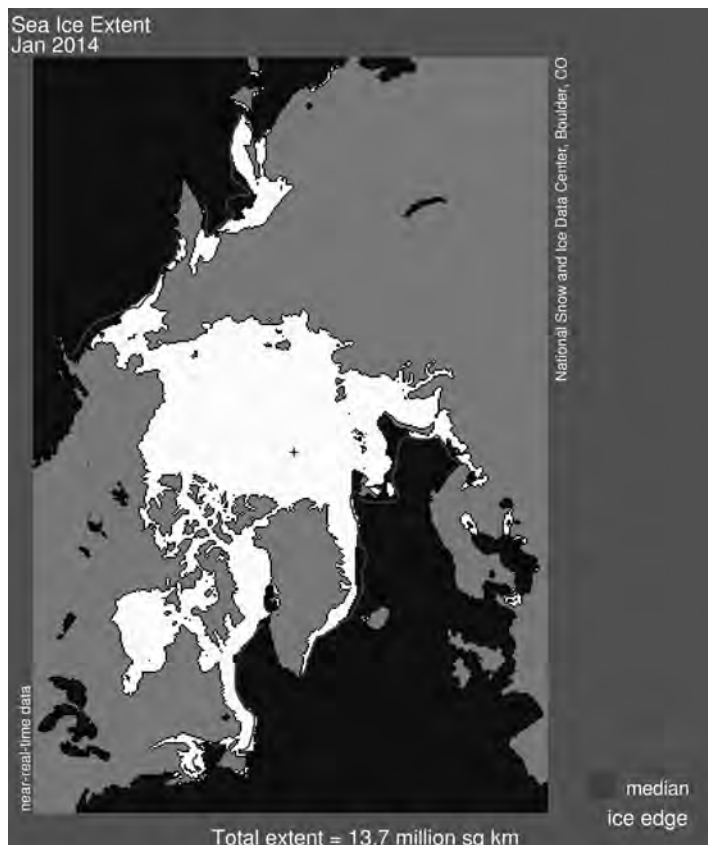 Sea Ice Extent
Jan 2014
National Snow and Ice Data Center, Boulder, CO
near-real-time data
median
ice edge
Total extent = 13.7 million sq km